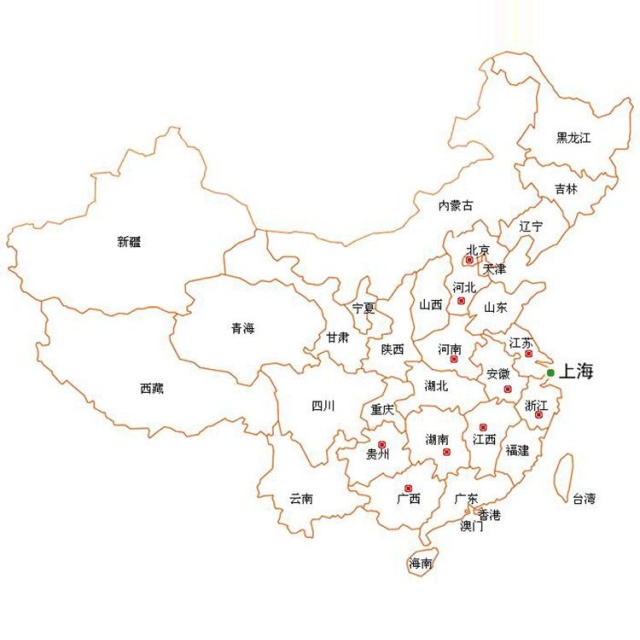 黑龙江
吉林
内蒙古
辽宁
新疆
北京
天津
河北
宁夏
山西
山东
青海
甘肃
陕西
河南
江苏
上海
安徽
西藏
湖北
四川
重庆
浙江
湖南
江西
贵州
福建
云南
广西
广东
台湾
香港
澳门
海南